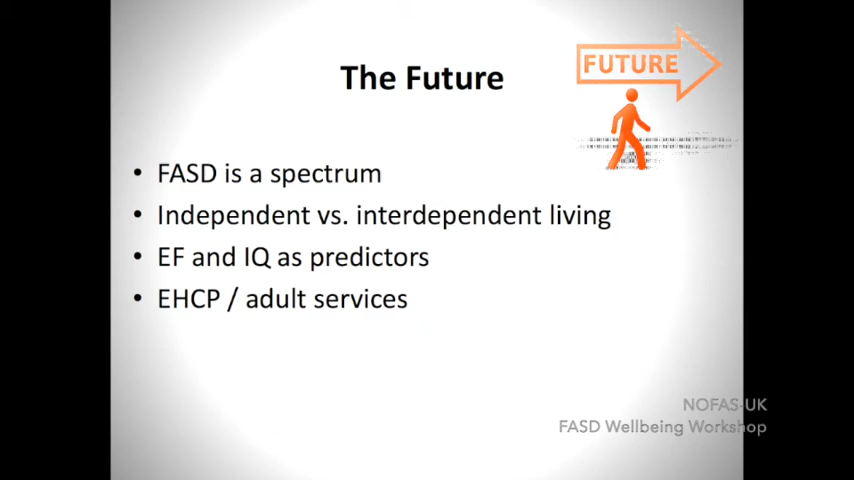 FUTURE
The Future
• FASD is a spectrum
• Independent vs. interdependent living
• EF and IQ as predictors
• EHCP / adult services
NOFAS-UK
FASD Wellbeing Workshop